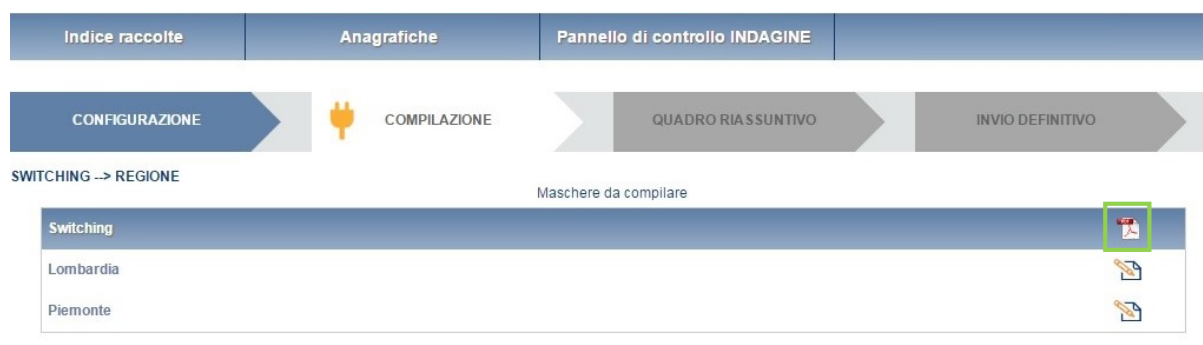 Indice raccolte Anagrafiche Pannello di controllo INDAGINE
CONFIGURAZIONE COMPILAZIONE QUADRO RIASSUNTIVO INVIO DEFINITIVO
SWITCHING --> REGIONE
Maschere da compilare
Switching
Lombardia
Piemonte